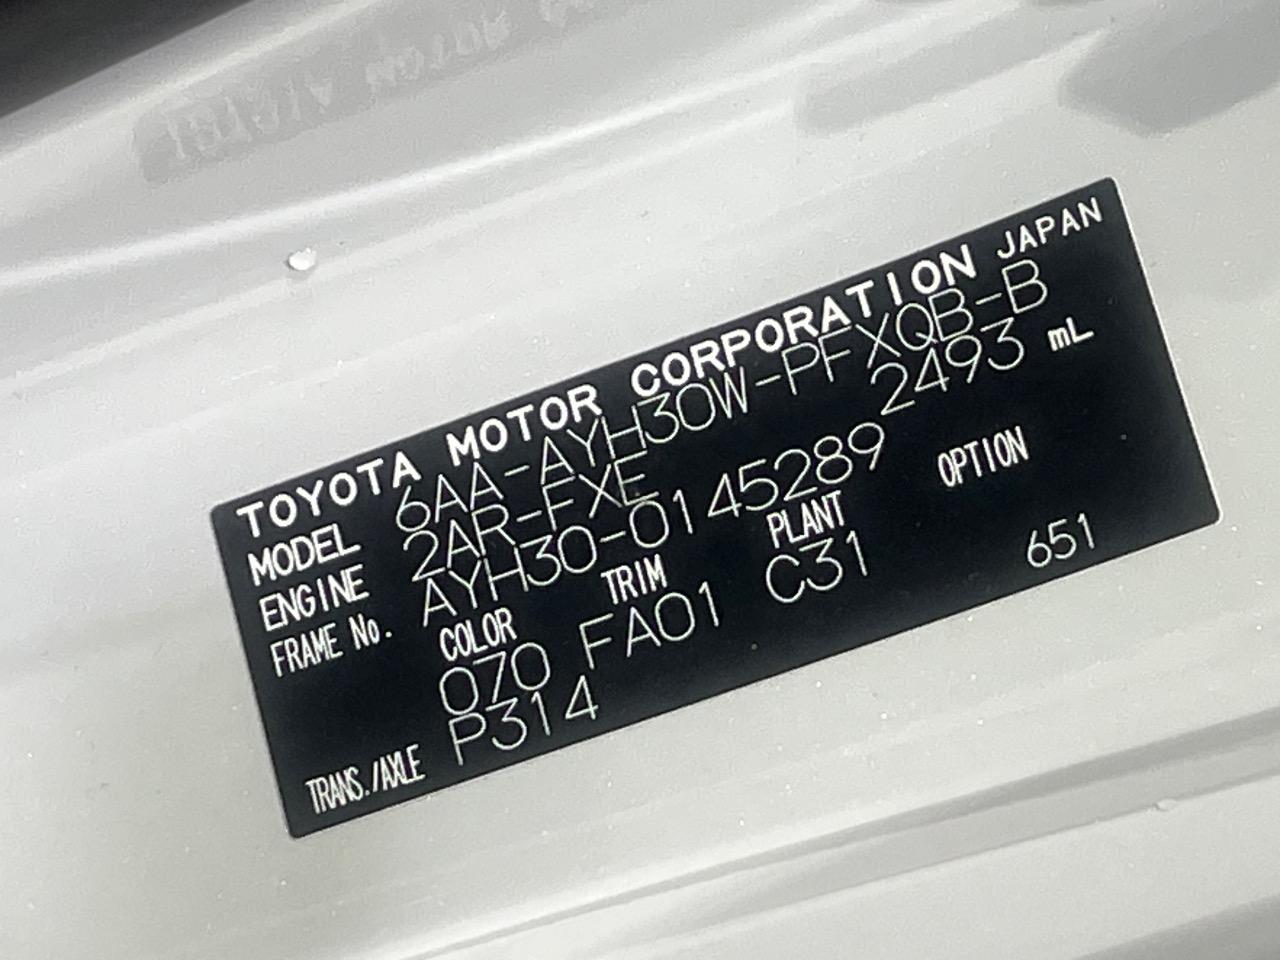 TOYOTA MOTOR CORPORATION JAPAN
MODEL 6AA-AYH30W-PFXQB-B
ENGINE 2AR-FXE 2493 mL
FRAME No. AYH30-0145289
COLOR TRIM PLANT OPTION
070 FA01 C31 651
TRANS./AXLE P314